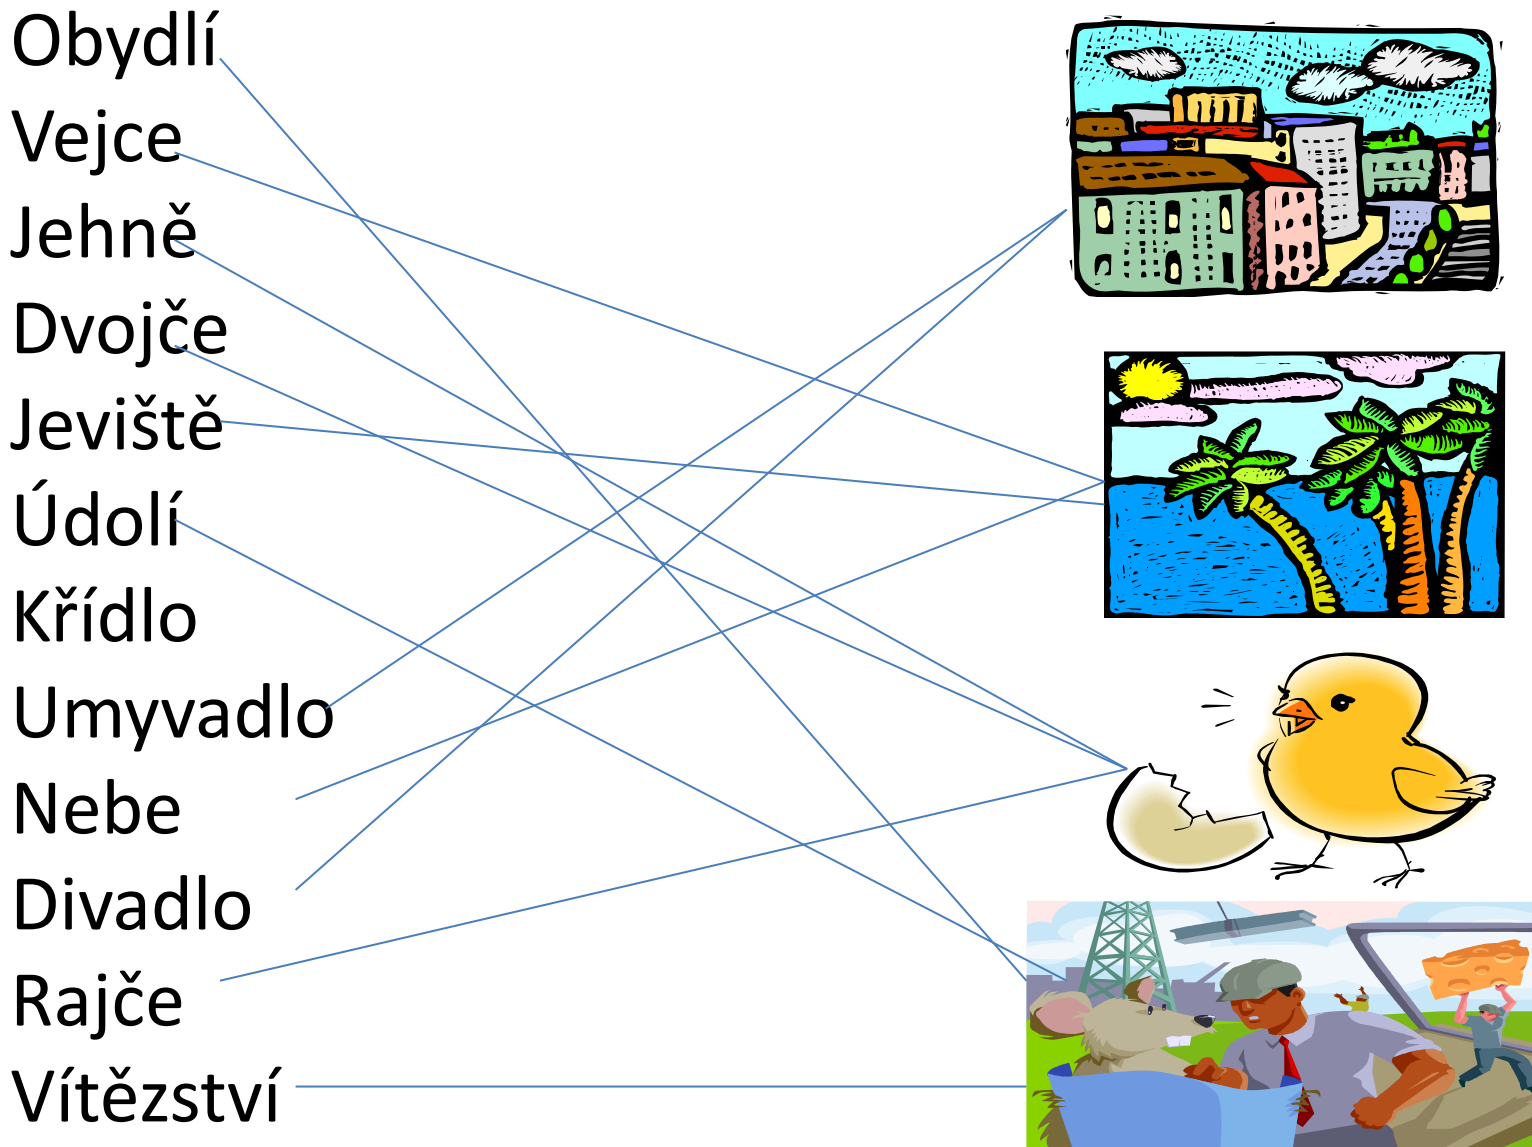 Obydlí
Vejce
Jehně
Dvojče
Jeviště
Údolí
Křídlo
Umyvadlo
Nebe
Divadlo
Rajče
Vítězství